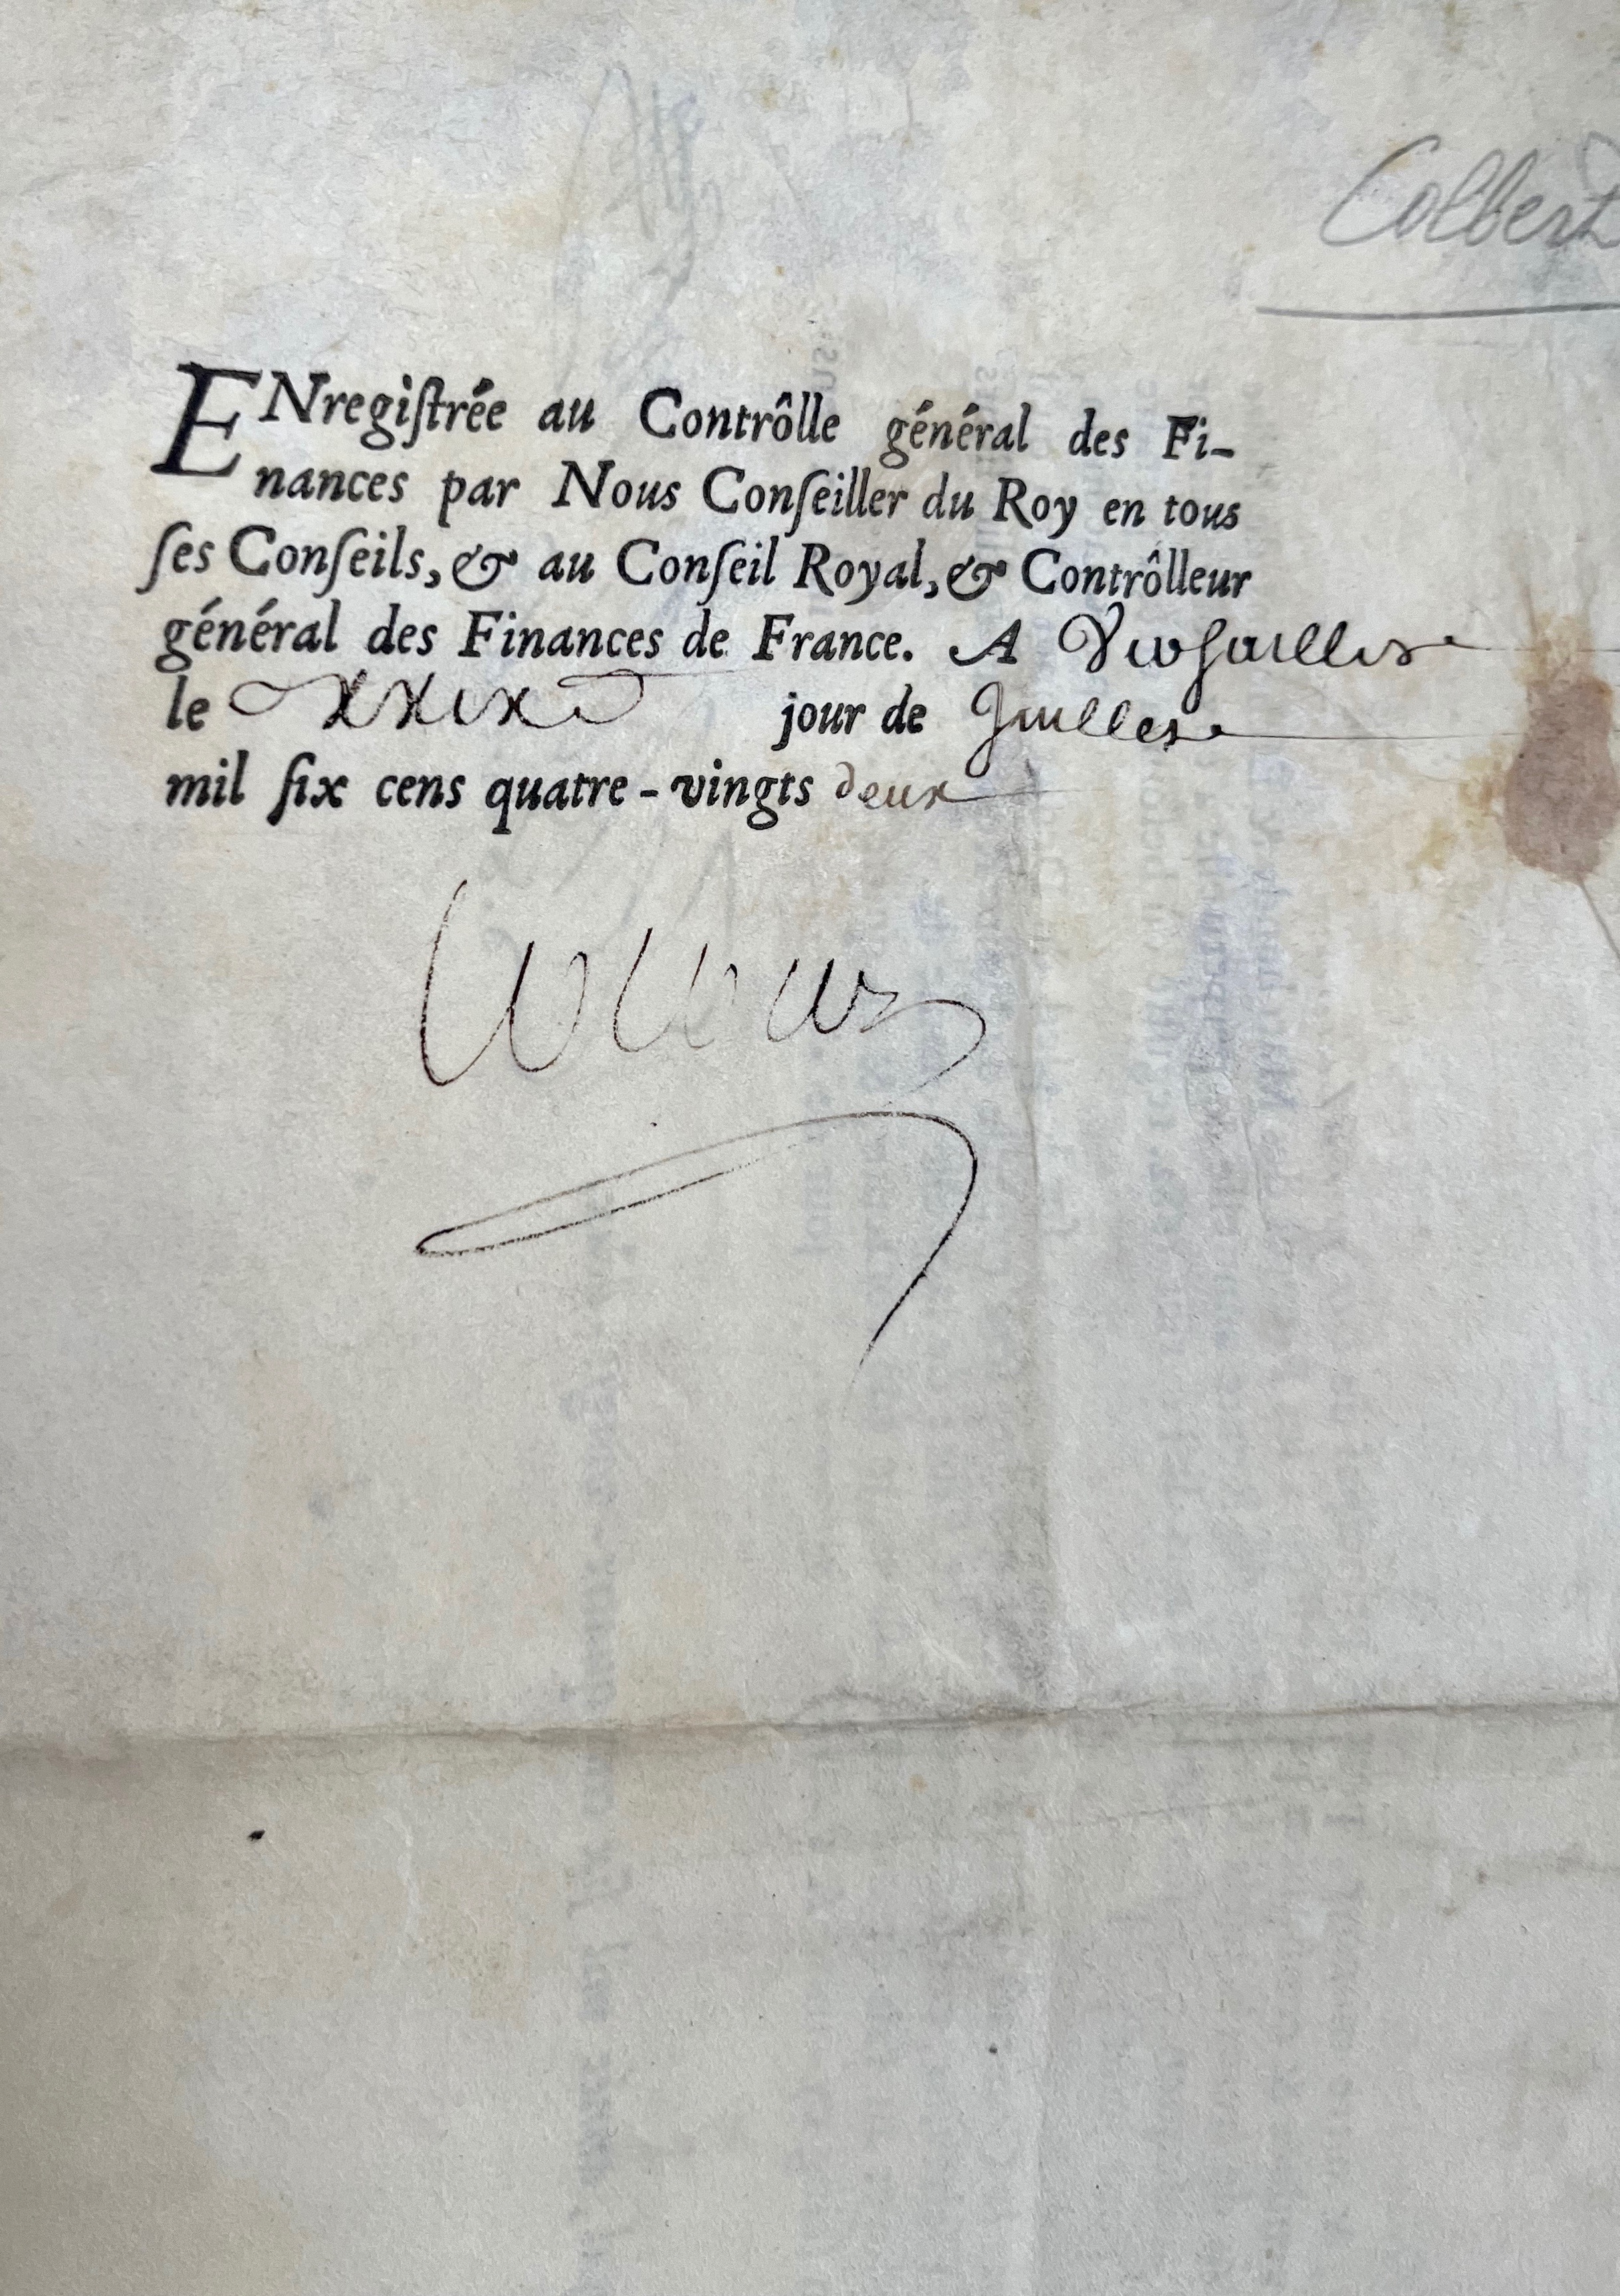 Colbert
ENregiſtrée au Contrôlle général des Fi-
nances par Nous Conſeiller du Roy en tous
ſes Conſeils, & au Conſeil Royal, & Contrôlleur
général des Finances de France. A Versailles
le xxix jour de Juillet
mil ſix cens quatre-vingts deux
Colbert